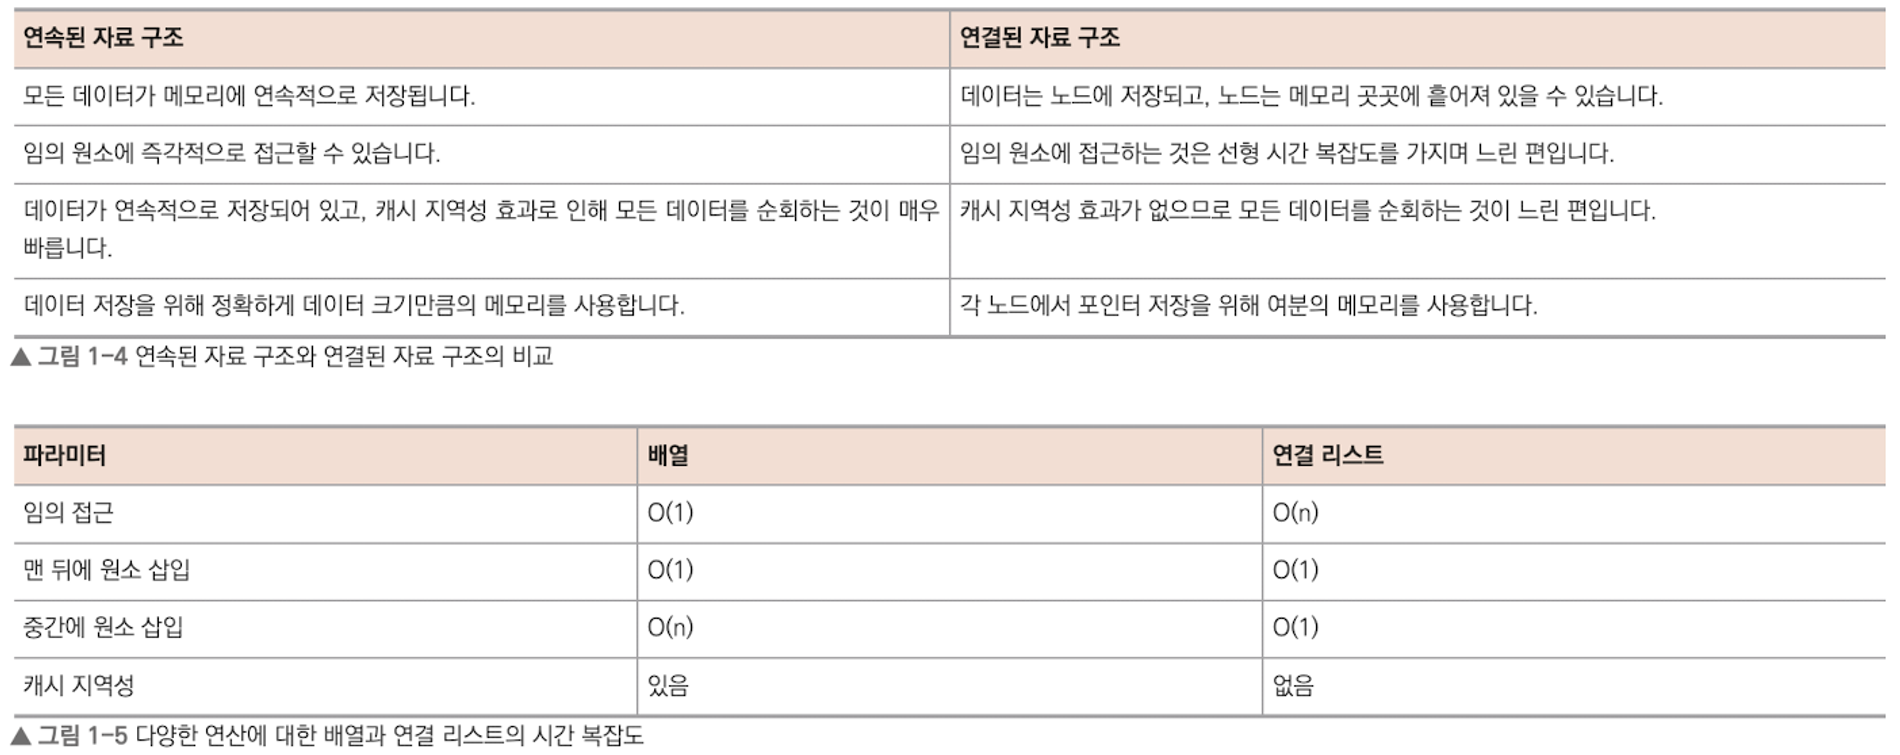 연속된 자료 구조
연결된 자료 구조
모든 데이터가 메모리에 연속적으로 저장됩니다.
데이터는 노드에 저장되고, 노드는 메모리 곳곳에 흩어져 있을 수 있습니다.
임의 원소에 즉각적으로 접근할 수 있습니다.
임의 원소에 접근하는 것은 선형 시간 복잡도를 가지며 느린 편입니다.
데이터가 연속적으로 저장되어 있고, 캐시 지역성 효과로 인해 모든 데이터를 순회하는 것이 매우
빠릅니다.
캐시 지역성 효과가 없으므로 모든 데이터를 순회하는 것이 느린 편입니다.
데이터 저장을 위해 정확하게 데이터 크기만큼의 메모리를 사용합니다.
각 노드에서 포인터 저장을 위해 여분의 메모리를 사용합니다.
▲ 그림 1-4 연속된 자료 구조와 연결된 자료 구조의 비교
파라미터
배열
연결 리스트
임의 접근
O(1)
O(n)
맨 뒤에 원소 삽입
O(1)
O(1)
중간에 원소 삽입
O(n)
O(1)
캐시 지역성
있음
없음
▲ 그림 1-5 다양한 연산에 대한 배열과 연결 리스트의 시간 복잡도